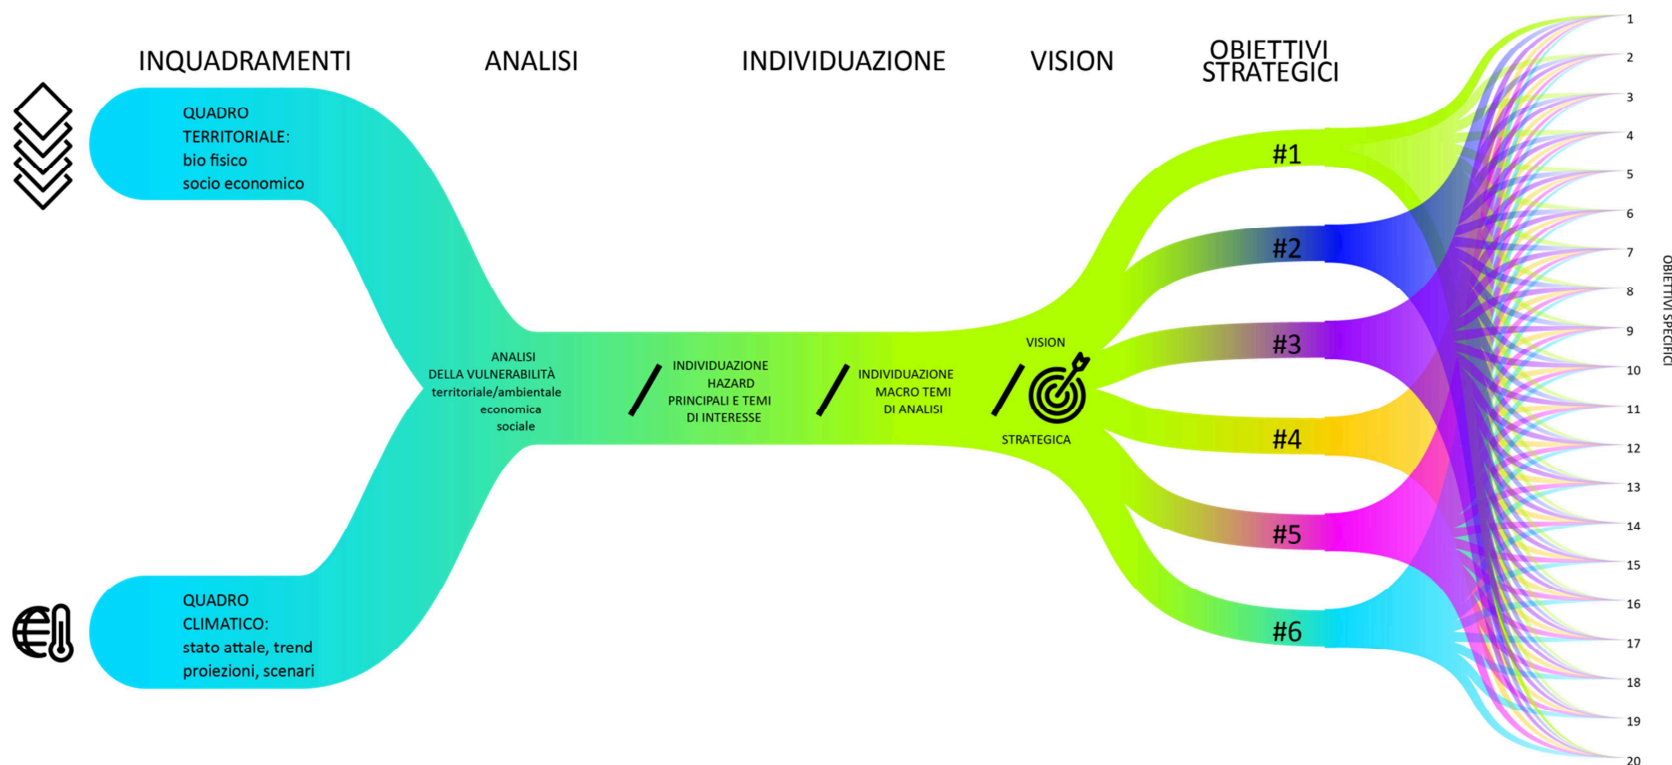 INQUADRAMENTI
ANALISI
INDIVIDUAZIONE
VISION
OBIETTIVI
STRATEGICI
QUADRO
TERRITORIALE:
bio fisico
socio economico
QUADRO
CLIMATICO:
stato attale, trend
proiezioni, scenari
ANALISI
DELLA VULNERABILITÀ
territoriale/ambientale
economica
sociale
INDIVIDUAZIONE
HAZARD
PRINCIPALI E TEMI
DI INTERESSE
INDIVIDUAZIONE
MACRO TEMI
DI ANALISI
VISION
STRATEGICA
#1
#2
#3
#4
#5
#6
1
2
3
4
5
6
7
8
9
10
11
12
13
14
15
16
17
18
19
20
OBIETTIVI SPECIFICI